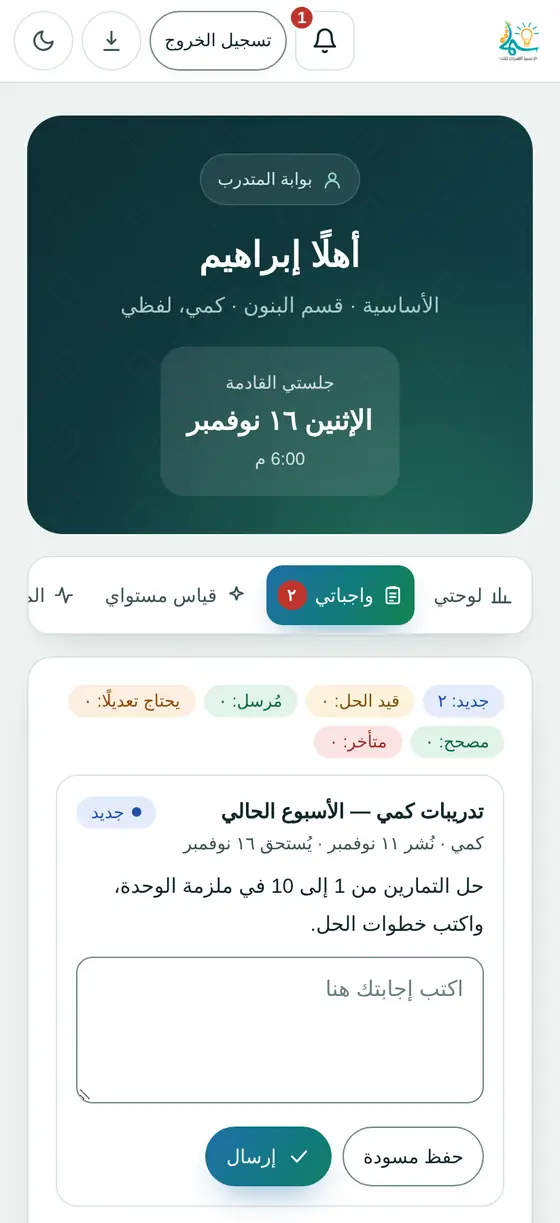 1
تسجيل الخروج
بوابة المتدرب
أهلًا إبراهيم
الأساسية · قسم البنون · كمي، لفظي
جلستي القادمة
الإثنين ١٦ نوفمبر
6:00 م
لوحتي
واجباتي ٢
قياس مستواي
جديد: ٢
قيد الحل: ٠
مُرسل: ٠
يحتاج تعديلًا: ٠
مصحح: ٠
متأخر: ٠
تدريبات كمي — الأسبوع الحالي
جديد
كمي · نُشر ١١ نوفمبر · يُستحق ١٦ نوفمبر
حل التمارين من 1 إلى 10 في ملزمة الوحدة،
واكتب خطوات الحل.
اكتب إجابتك هنا
حفظ مسودة
إرسال